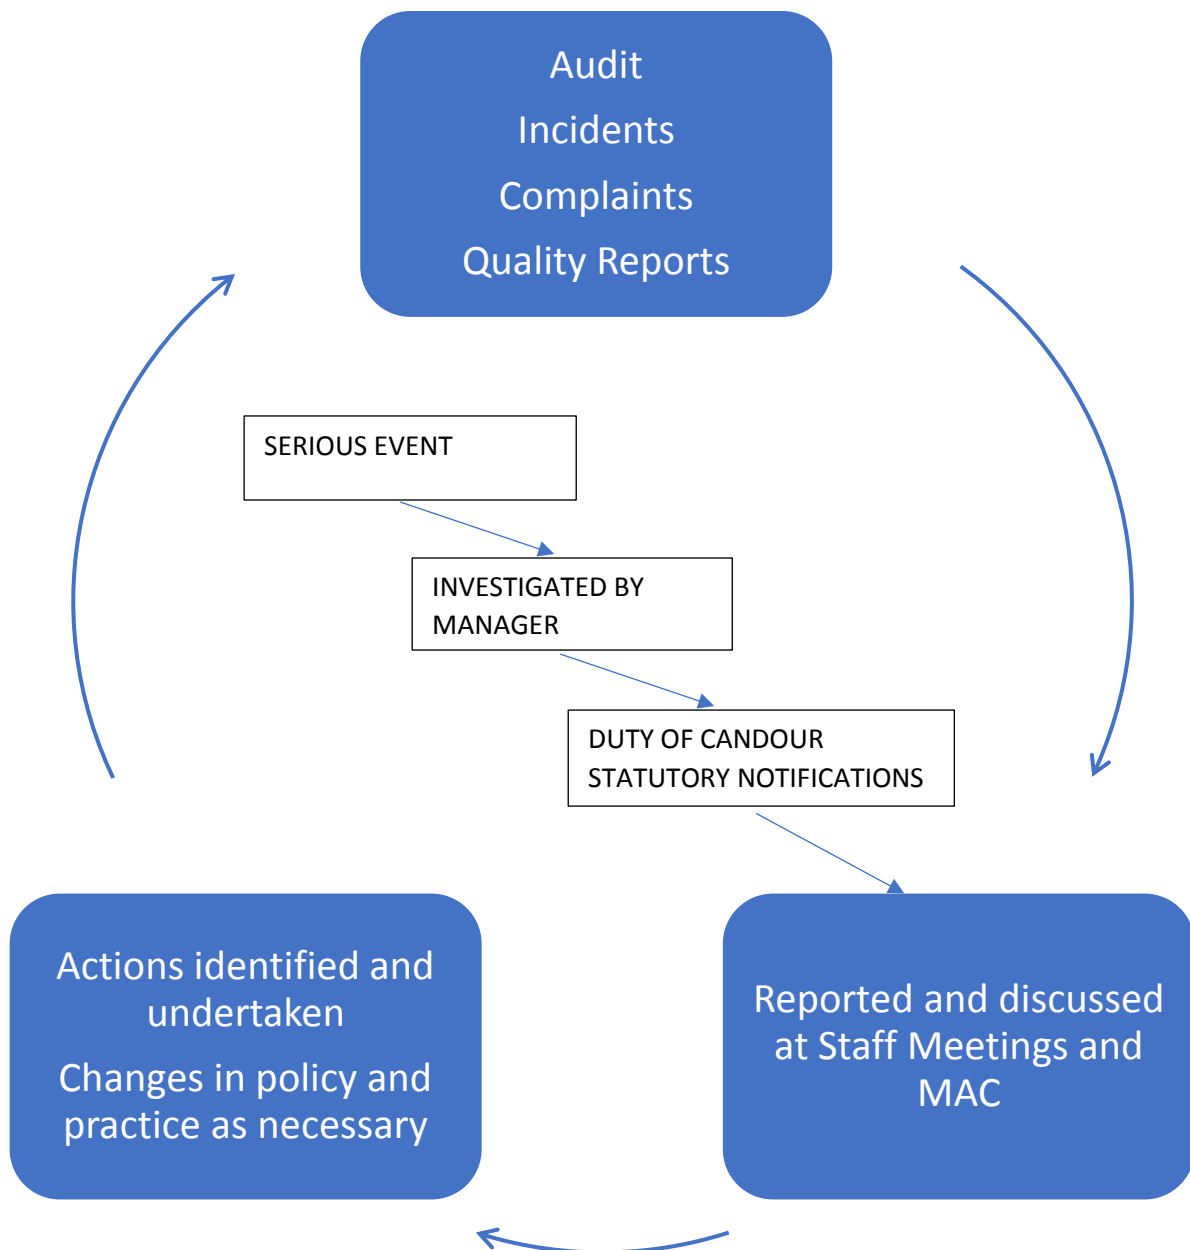 Audit
Incidents
Complaints
Quality Reports
SERIOUS EVENT
INVESTIGATED BY
MANAGER
DUTY OF CANDOUR
STATUTORY NOTIFICATIONS
Actions identified and
undertaken
Changes in policy and
practice as necessary
Reported and discussed
at Staff Meetings and
MAC